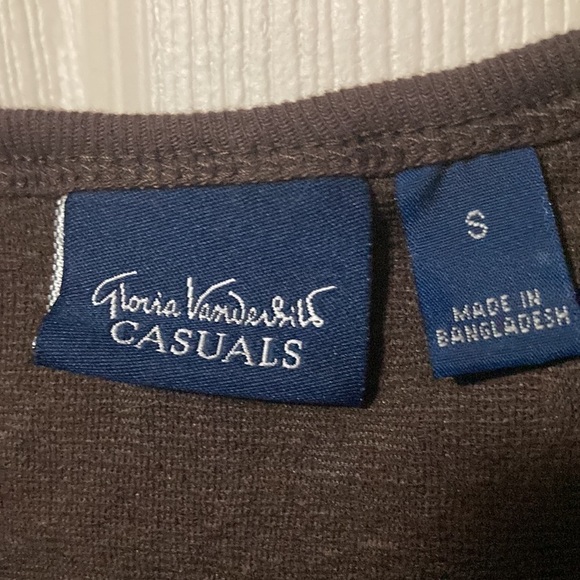 Gloria Vanderbilt
CASUALS
S
MADE IN
BANGLADESH